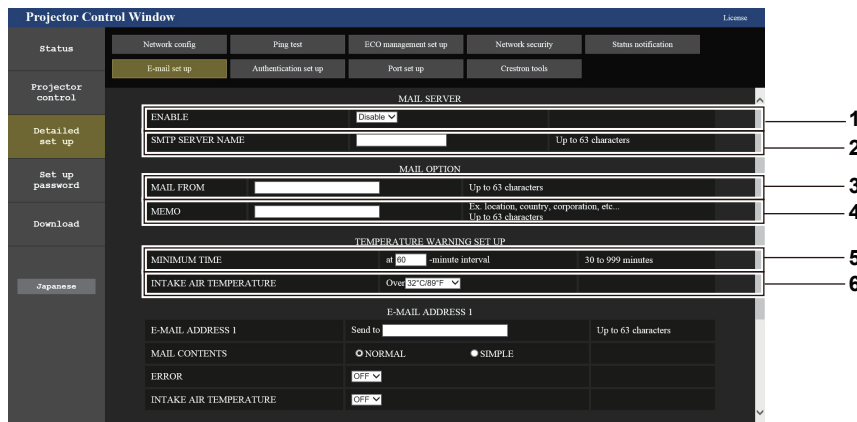 Projector Control Window License
Status
Network config Ping test ECO management set up Network security Status notification
E-mail set up Authentication set up Port set up Crestron tools
Projector control
Detailed set up
Set up password
Download
Japanese
MAIL SERVER
ENABLE Disable 1
SMTP SERVER NAME Up to 63 characters 2
MAIL OPTION
MAIL FROM Up to 63 characters 3
MEMO Ex. location, country, corporation, etc... 4
Up to 63 characters
TEMPERATURE WARNING SET UP
MINIMUM TIME at 60 -minute interval 30 to 999 minutes 5
INTAKE AIR TEMPERATURE Over 32°C/89°F 6
E-MAIL ADDRESS 1
E-MAIL ADDRESS 1 Send to Up to 63 characters
MAIL CONTENTS NORMAL SIMPLE
ERROR OFF
INTAKE AIR TEMPERATURE OFF